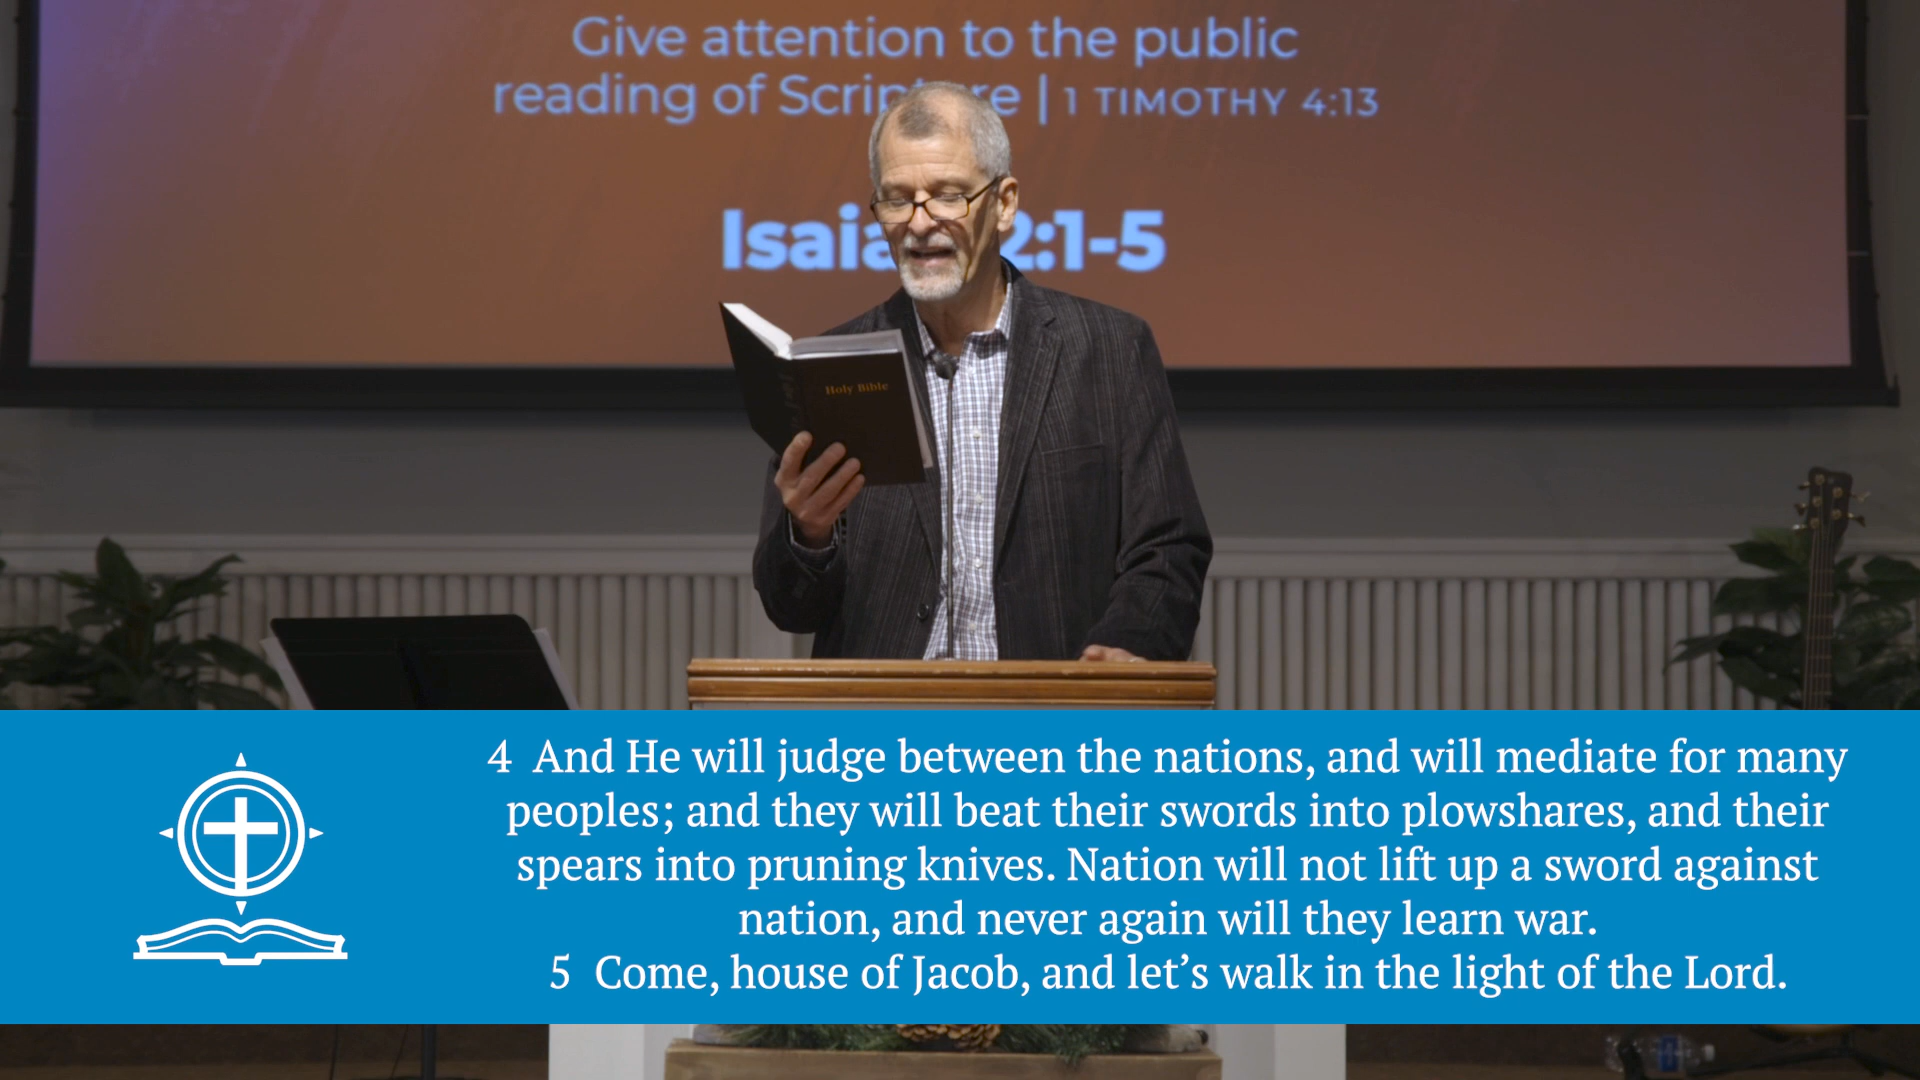 Give attention to the public
reading of Scripture | 1 TIMOTHY 4:13
Isaiah 2:1-5
Holy Bible
4 And He will judge between the nations, and will mediate for many
peoples; and they will beat their swords into plowshares, and their
spears into pruning knives. Nation will not lift up a sword against
nation, and never again will they learn war.
5 Come, house of Jacob, and let’s walk in the light of the Lord.